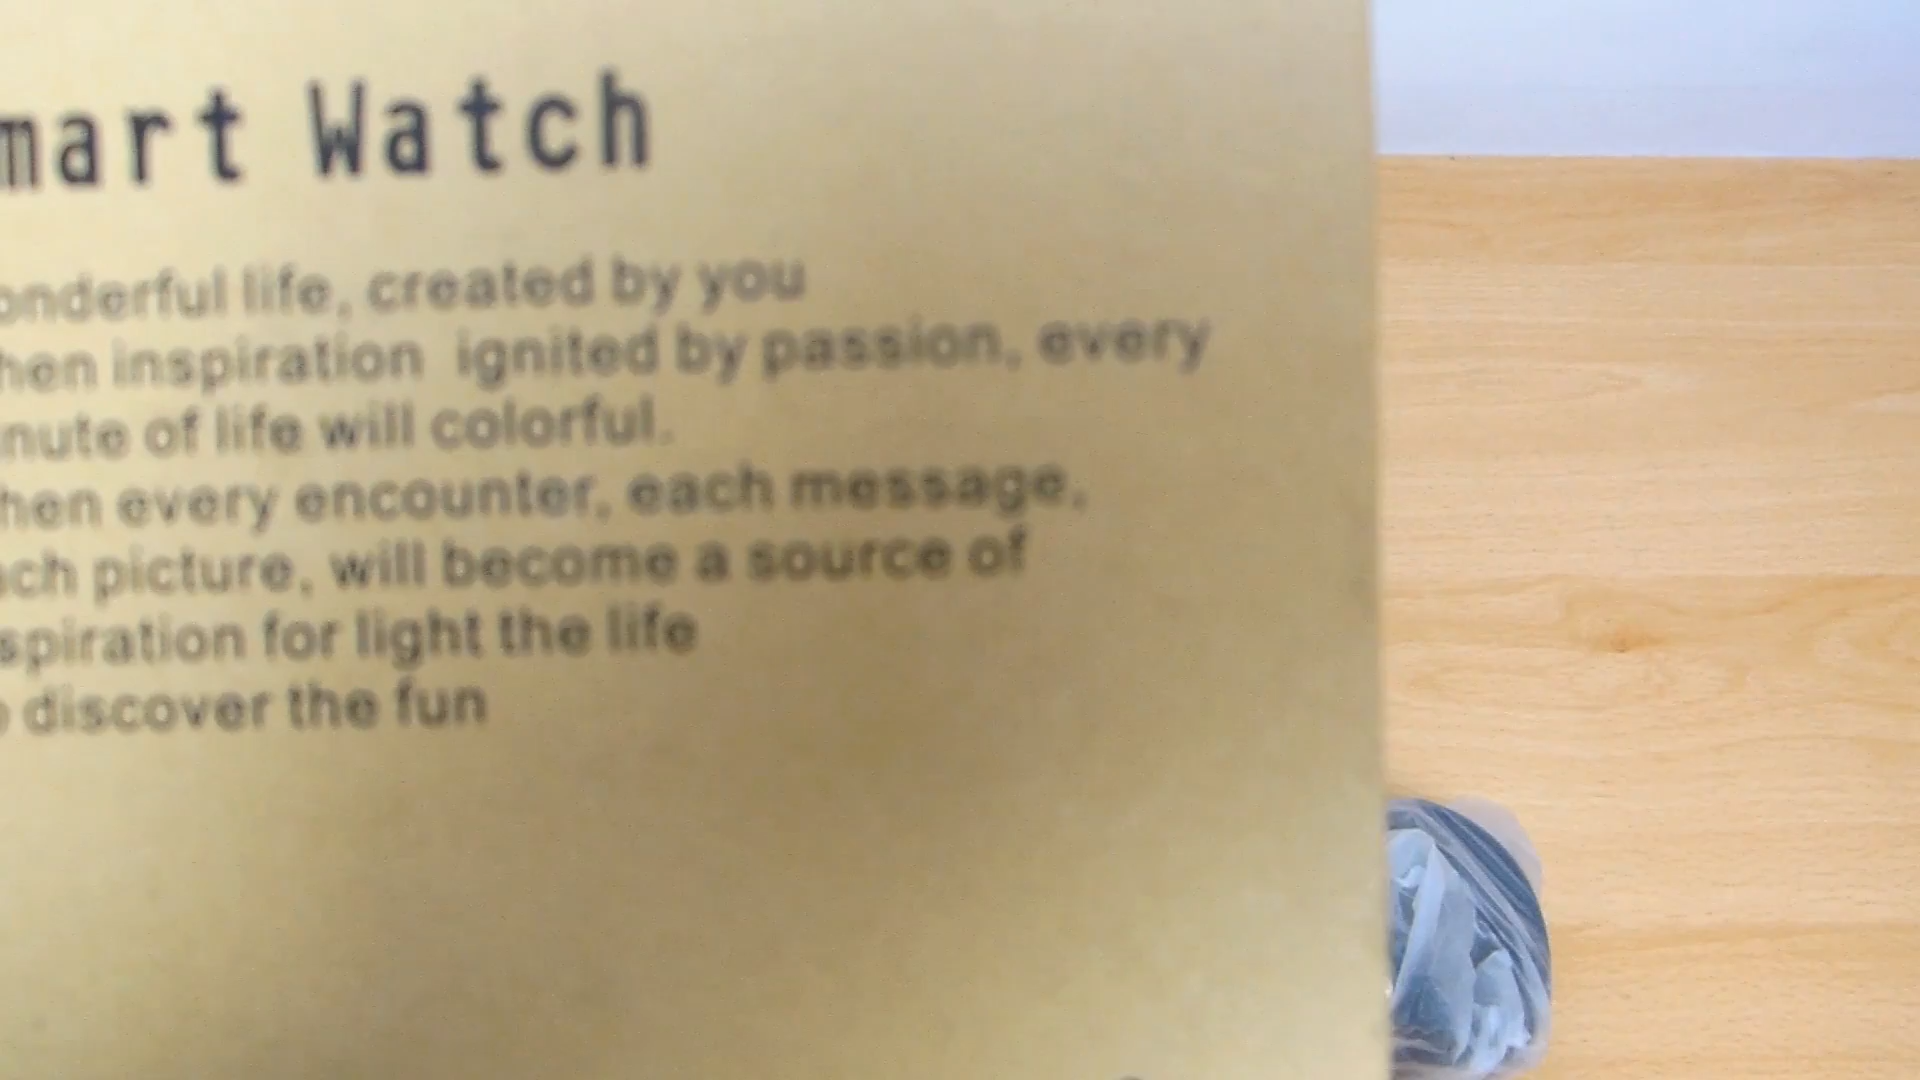 mart Watch
onderful life, created by you
hen inspiration ignited by passion, every
nute of life will colorful.
hen every encounter, each message,
ch picture, will become a source of
spiration for light the life
discover the fun